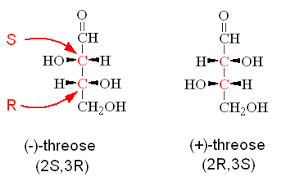 O O
CH CH
S
HO C H H C OH
H C OH HO C H
R
CH2OH CH2OH
(-)-threose (+)-threose
(2S,3R) (2R,3S)